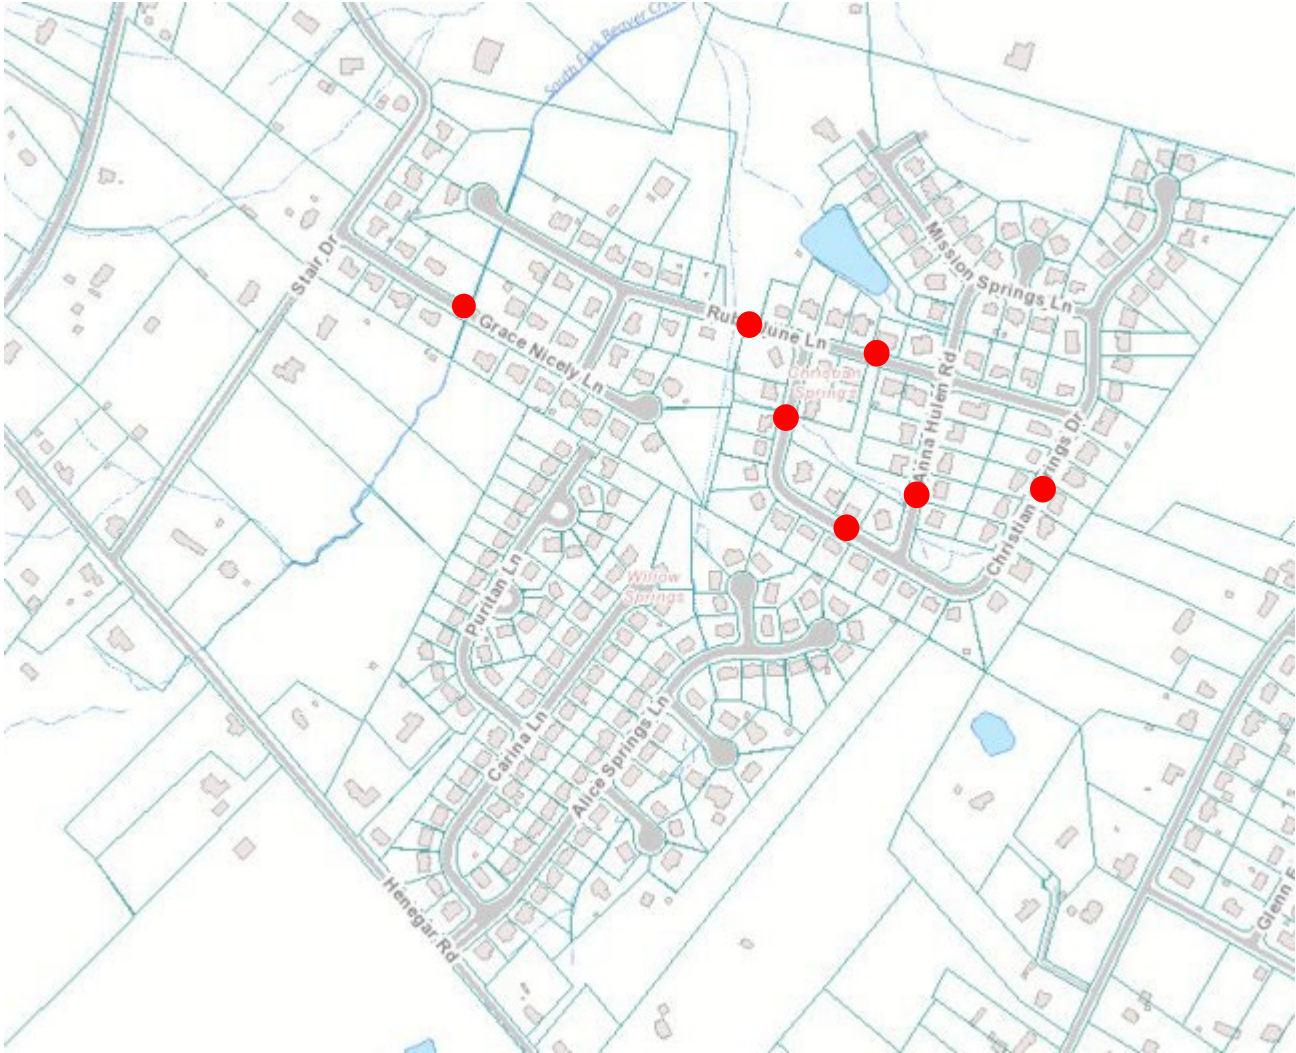 South Fork Beaver Cr
Mission Springs Ln
Stair Dr
Ruby June Ln
Grace Nicely Ln
Christian
Springs
Anna Hulen Rd
Christian Springs Dr
Willow
Springs
Puritan Ln
Carina Ln
Alice Springs Ln
Henegar Rd
Glenn